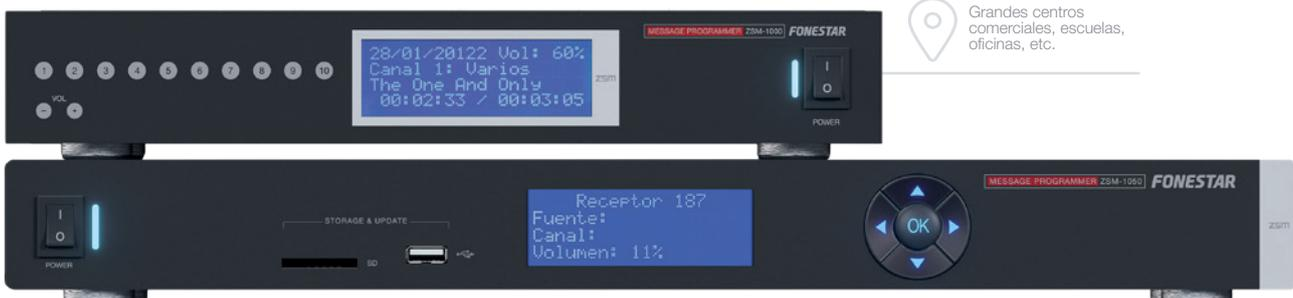 Grandes centros
comerciales, escuelas,
oficinas, etc.
MESSAGE PROGRAMMER ZSM-1000 FONESTAR
28/01/20122 Vol: 60%
Canal 1: Varios
The One And Only
00:02:33 / 00:03:05
zsm
1 2 3 4 5 6 7 8 9 10
VOL
- +
I
O
POWER
MESSAGE PROGRAMMER ZSM-1050 FONESTAR
I
O
POWER
STORAGE & UPDATE
SD
Receptor 187
Fuente:
Canal:
Volumen: 11%
OK
zsm